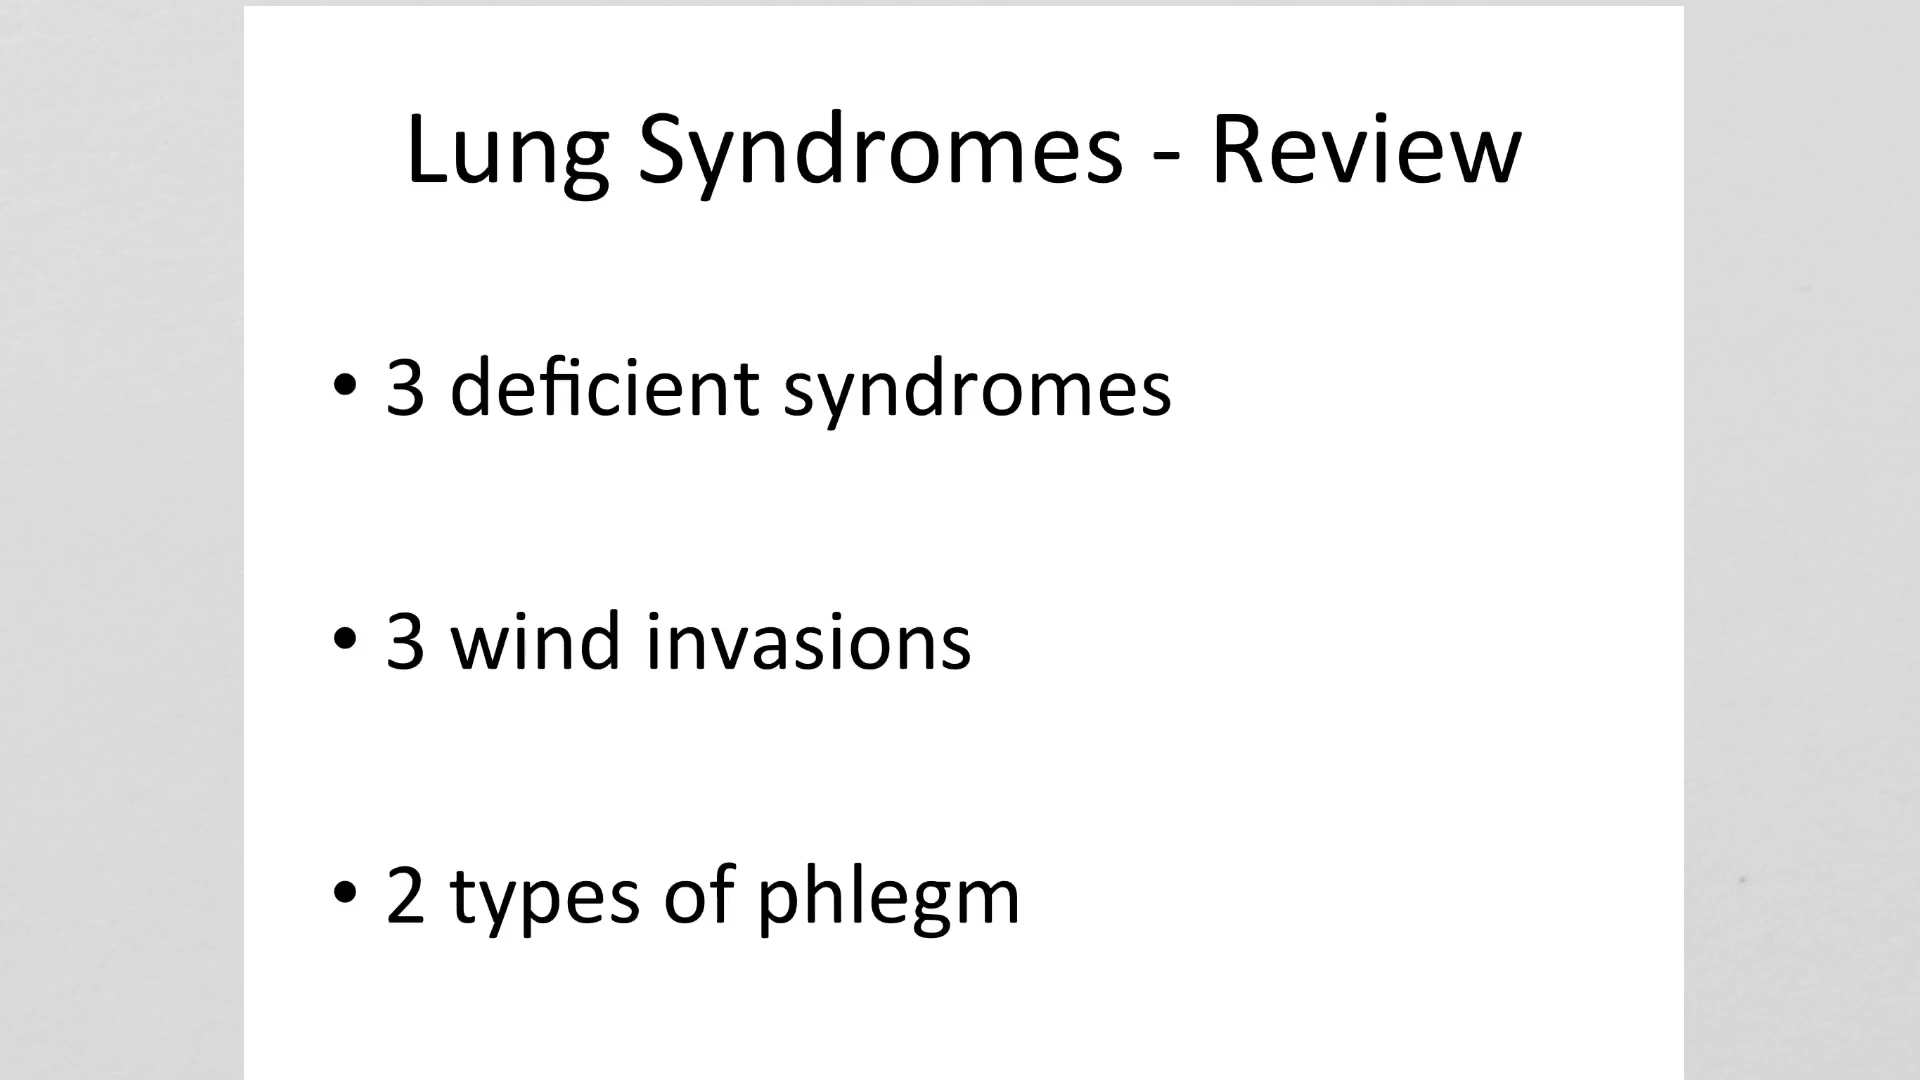 Lung Syndromes - Review
• 3 deficient syndromes
• 3 wind invasions
• 2 types of phlegm